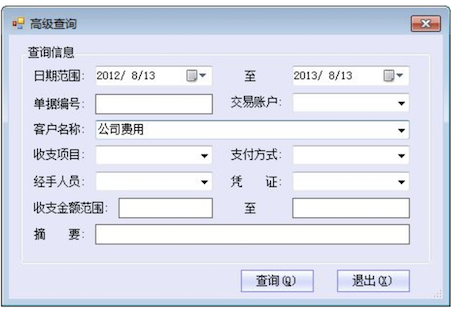 高级查询
查询信息
日期范围: 2012/ 8/13 至 2013/ 8/13
单据编号: 交易账户:
客户名称: 公司费用
收支项目: 支付方式:
经手人员: 凭 证:
收支金额范围: 至
摘 要:
查询(Q) 退出(X)